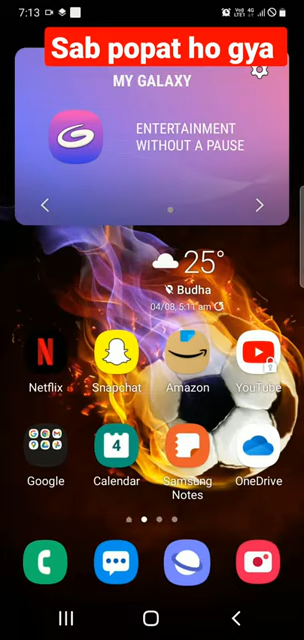 7:13
Sab popat ho gya
MY GALAXY
ENTERTAINMENT
WITHOUT A PAUSE
25°
Budha
04/08, 5:11 am
Netflix
Snapchat
Amazon
YouTube
Google
4
Calendar
Samsung
Notes
OneDrive